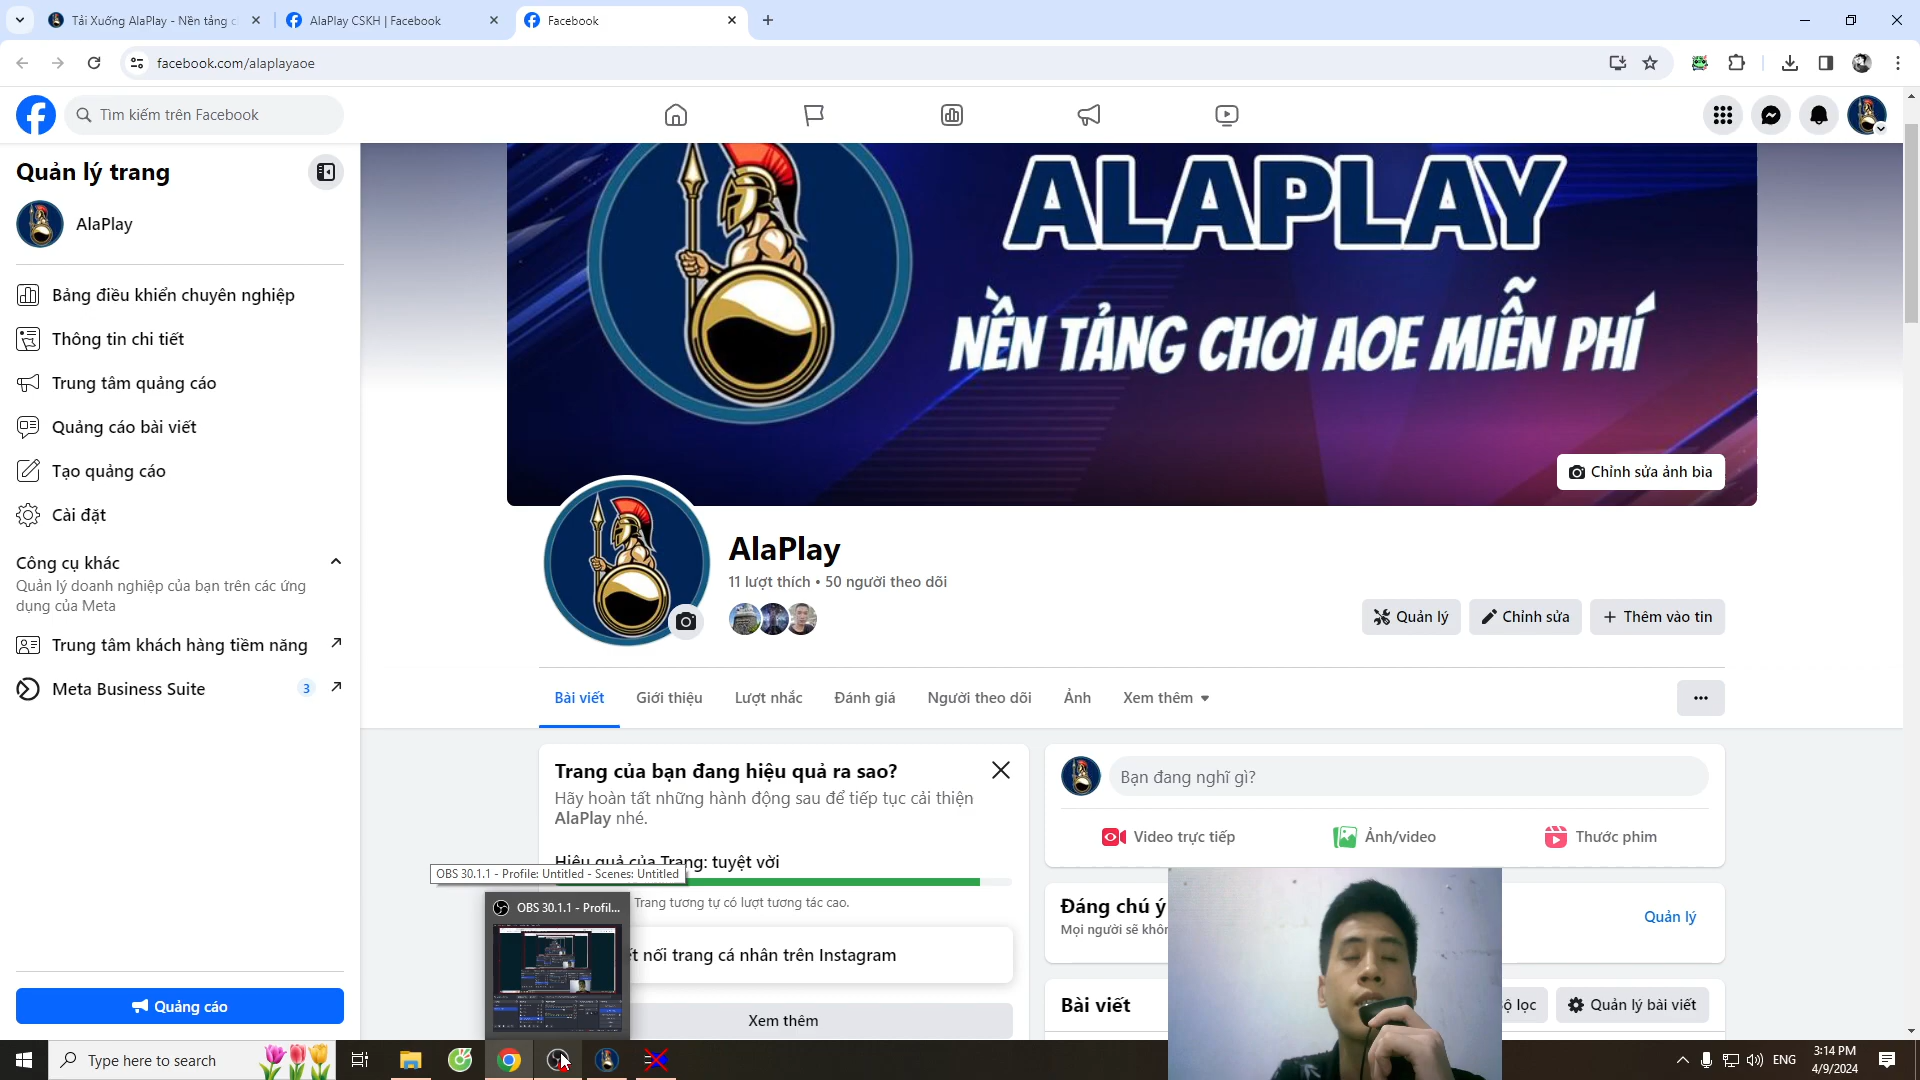 Tải Xuống AlaPlay - Nền tảng c
AlaPlay CSKH | Facebook
Facebook
facebook.com/alaplayaoe
Tìm kiếm trên Facebook
Quản lý trang
AlaPlay
Bảng điều khiển chuyên nghiệp
Thông tin chi tiết
Trung tâm quảng cáo
Quảng cáo bài viết
Tạo quảng cáo
Cài đặt
Công cụ khác
Quản lý doanh nghiệp của bạn trên các ứng
dụng của Meta
Trung tâm khách hàng tiềm năng
Meta Business Suite
3
Quảng cáo
ALAPLAY
NỀN TẢNG CHƠI AOE MIỄN PHÍ
Chỉnh sửa ảnh bìa
AlaPlay
11 lượt thích • 50 người theo dõi
Quản lý
Chỉnh sửa
Thêm vào tin
Bài viết
Giới thiệu
Lượt nhắc
Đánh giá
Người theo dõi
Ảnh
Xem thêm
Trang của bạn đang hiệu quả ra sao?
Hãy hoàn tất những hành động sau để tiếp tục cải thiện
AlaPlay nhé.
Hiệu quả của Trang: tuyệt vời
OBS 30.1.1 - Profile: Untitled - Scenes: Untitled
Trang tương tự có lượt tương tác cao.
OBS 30.1.1 - Profil...
nối trang cá nhân trên Instagram
Xem thêm
Bạn đang nghĩ gì?
Video trực tiếp
Ảnh/video
Thước phim
Đáng chú ý
Quản lý
Mọi người sẽ khôn
Bài viết
lọc
Quản lý bài viết
Type here to search
ENG
3:14 PM
4/9/2024